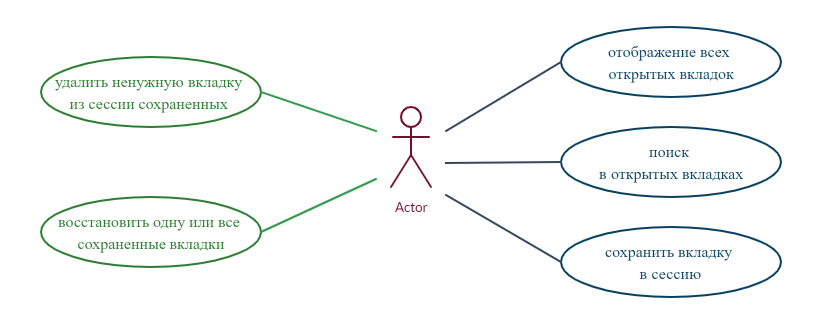 удалить ненужную вкладку
из сессии сохраненных
восстановить одну или все
сохраненные вкладки
Actor
отображение всех
открытых вкладок
поиск
в открытых вкладках
сохранить вкладку
в сессию